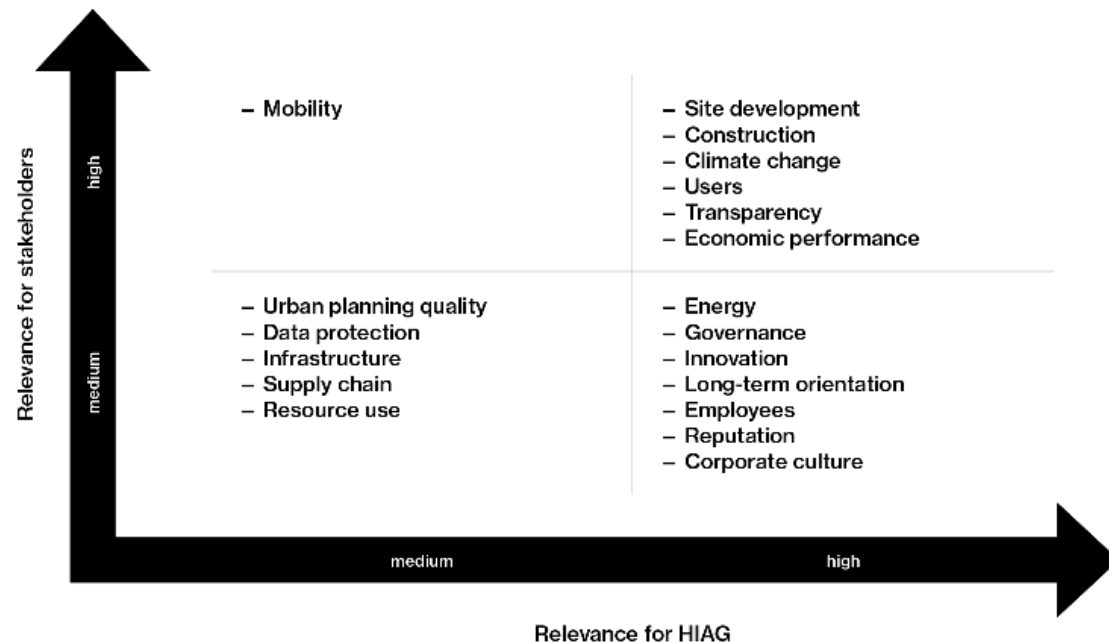 Relevance for stakeholders
high
medium
– Mobility
– Site development
– Construction
– Climate change
– Users
– Transparency
– Economic performance
– Urban planning quality
– Data protection
– Infrastructure
– Supply chain
– Resource use
– Energy
– Governance
– Innovation
– Long-term orientation
– Employees
– Reputation
– Corporate culture
medium
high
Relevance for HIAG